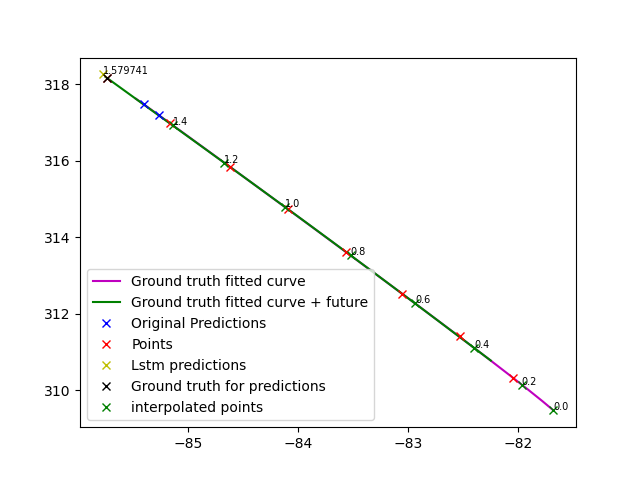 1.579741
318
1.4
316
1.2
1.0
314
0.8
Ground truth fitted curve
Ground truth fitted curve + future
312
0.6
Original Predictions
Points
0.4
Lstm predictions
310
0.2
Ground truth for predictions
interpolated points
0.0
−85
−84
−83
−82